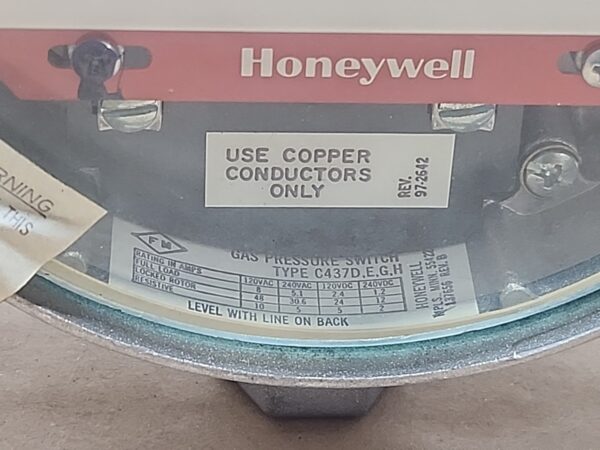 Honeywell
USE COPPER
CONDUCTORS
ONLY
REV.
97-2642
RNING
THIS
FM
GAS PRESSURE SWITCH
TYPE C437D,E,G,H
RATING IN AMPS 120VAC 240VAC 120VDC 240VDC
FULL LOAD 8 5.1 2.4 1.2
LOCKED ROTOR 48 30.6 24 12
RESISTIVE 10 5 5 2
LEVEL WITH LINE ON BACK
HONEYWELL
MPLS. MINN.
REV. B